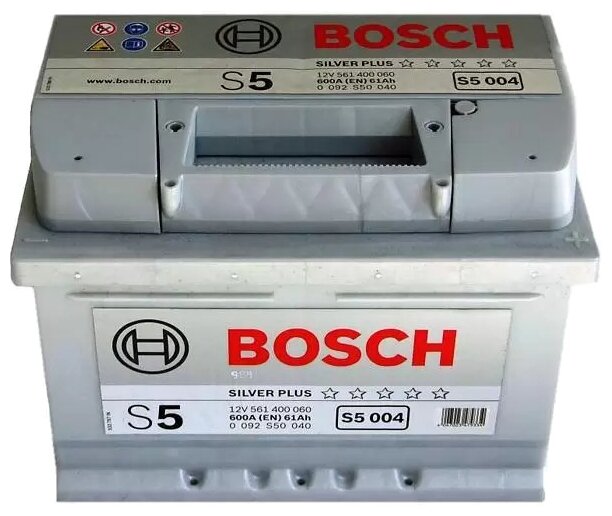 BOSCH
SILVER PLUS
www.bosch.com
S5
12V 561 400 060
600A (EN) 61Ah
0 092 S50 040
S5 004
BOSCH
SILVER PLUS
S5
12V 561 400 060
600A (EN) 61Ah
0 092 S50 040
S5 004